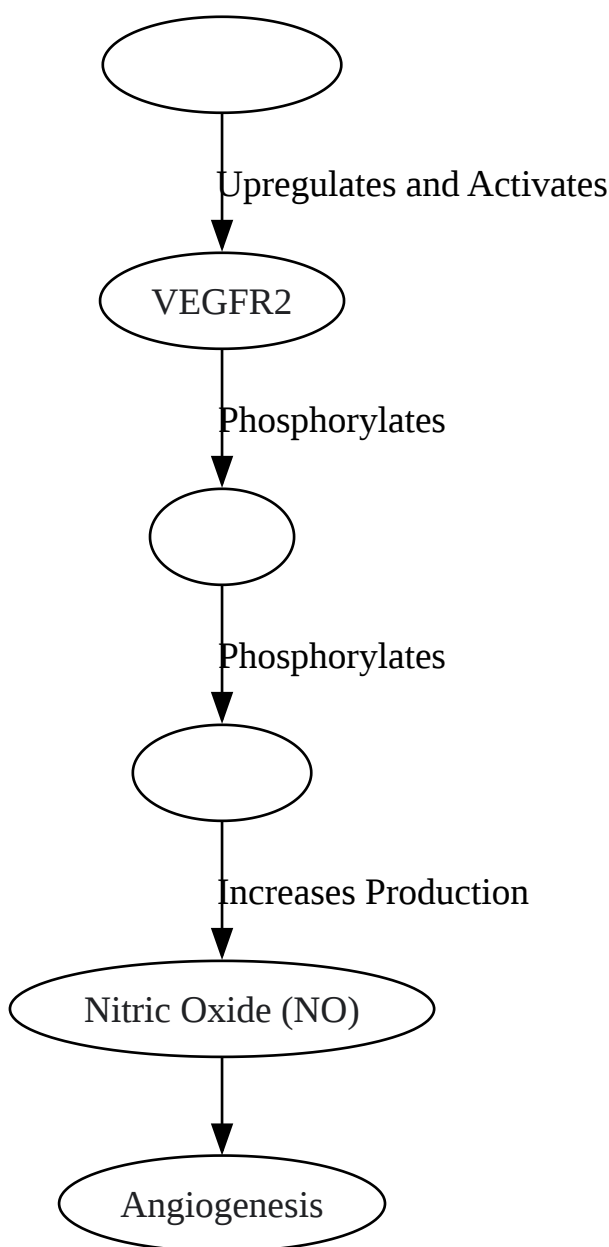 Upregulates and Activates
VEGFR2
Phosphorylates
Phosphorylates
Increases Production
Nitric Oxide (NO)
Angiogenesis